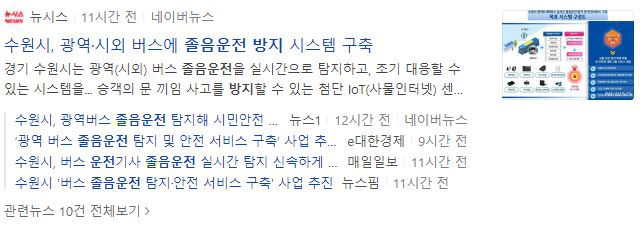 뉴시스 NEWS 뉴시스 | 11시간 전 | 네이버뉴스
수원시, 광역·시외 버스에 졸음운전 방지 시스템 구축
경기 수원시는 광역(시외) 버스 졸음운전을 실시간으로 탐지하고, 조기 대응할 수
있는 시스템을... 승객의 문 끼임 사고를 방지할 수 있는 첨단 IoT(사물인터넷) 센...
수원시, 광역버스 졸음운전 탐지해 시민안전 ... 뉴스1 | 12시간 전 | 네이버뉴스
'광역 버스 졸음운전 탐지 및 안전 서비스 구축' 사업 추... e대한경제 | 9시간 전
수원시, 버스 운전기사 졸음운전 실시간 탐지 신속하게 ... 매일일보 | 11시간 전
수원시 '버스 졸음운전 탐지·안전 서비스 구축' 사업 추진 뉴스핌 | 11시간 전
관련뉴스 10건 전체보기 >